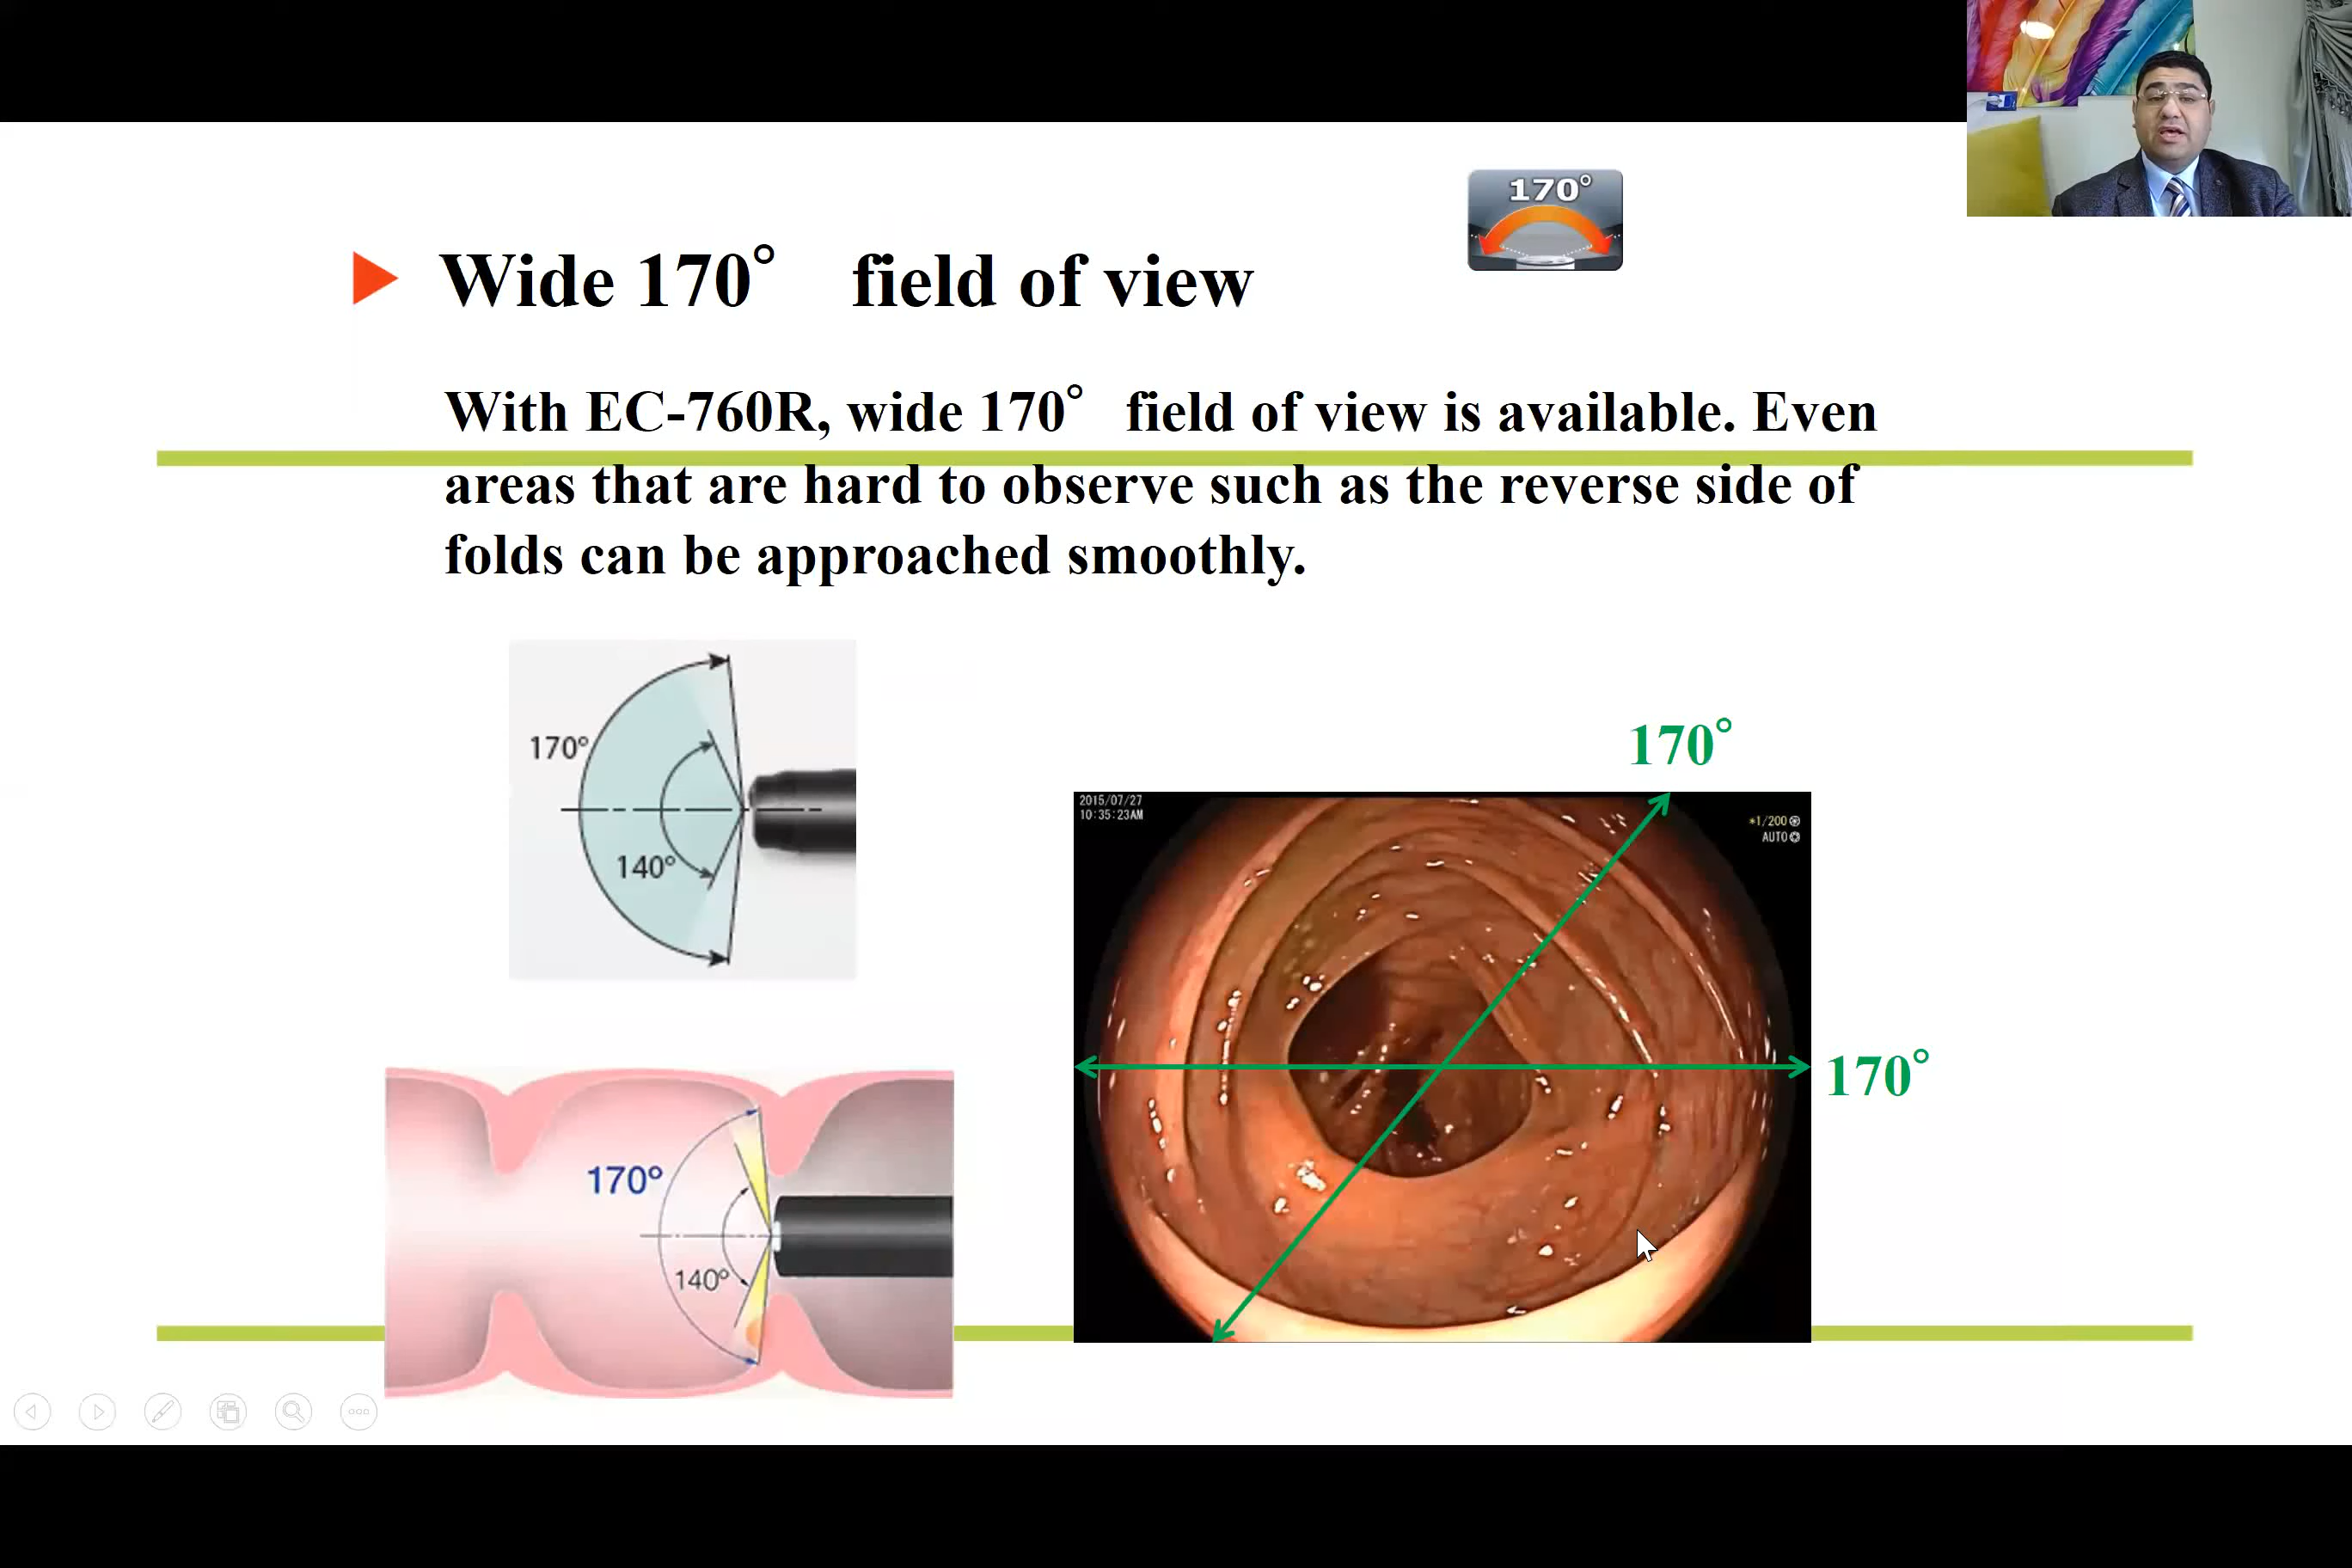 170°
Wide 170° field of view
With EC-760R, wide 170° field of view is available. Even
areas that are hard to observe such as the reverse side of
folds can be approached smoothly.
170°
140°
170°
140°
170°
2015/07/27
10:35:23AM
*1/200
AUTO
170°